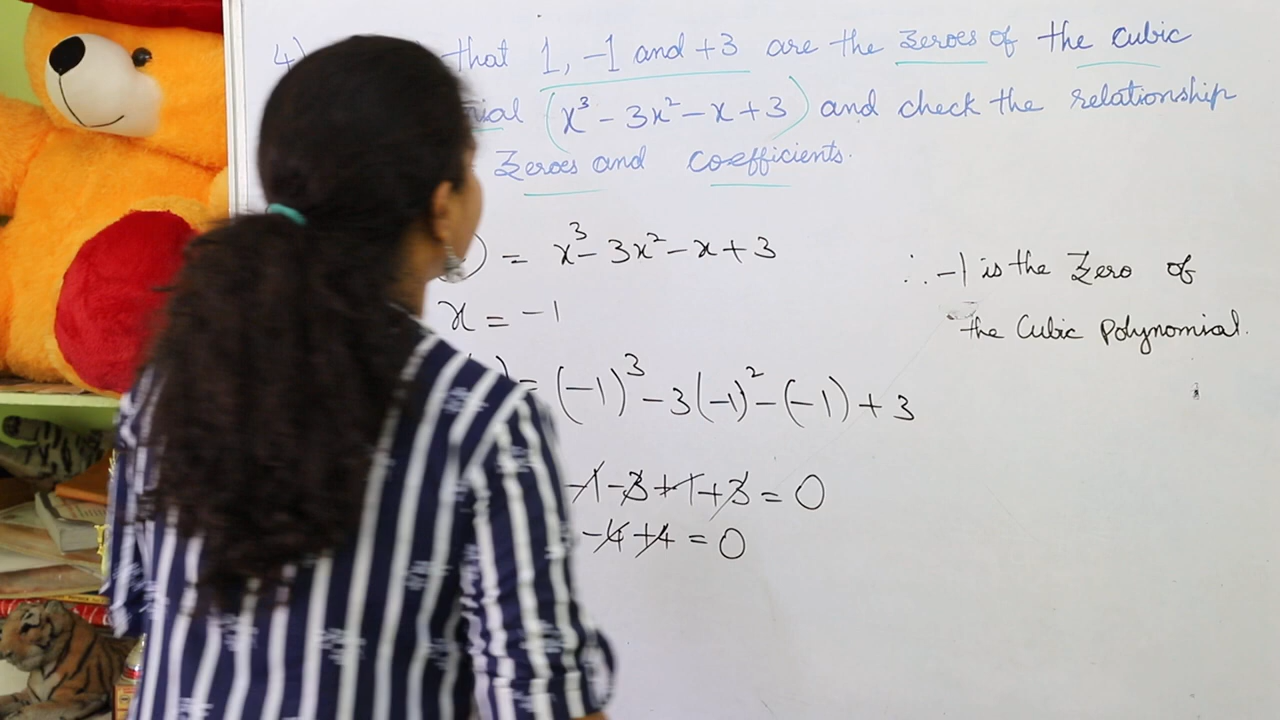 4) that 1, -1 and +3 are the zeroes of the cubic
(x³ - 3x² - x + 3) and check the relationship
zeroes and coefficients.
) = x³ - 3x² - x + 3
x = -1
) = (-1)³ - 3(-1)² - (-1) + 3
-1 - 3 + 1 + 3 = 0
-4 + 4 = 0
∴ -1 is the zero of
the Cubic polynomial.